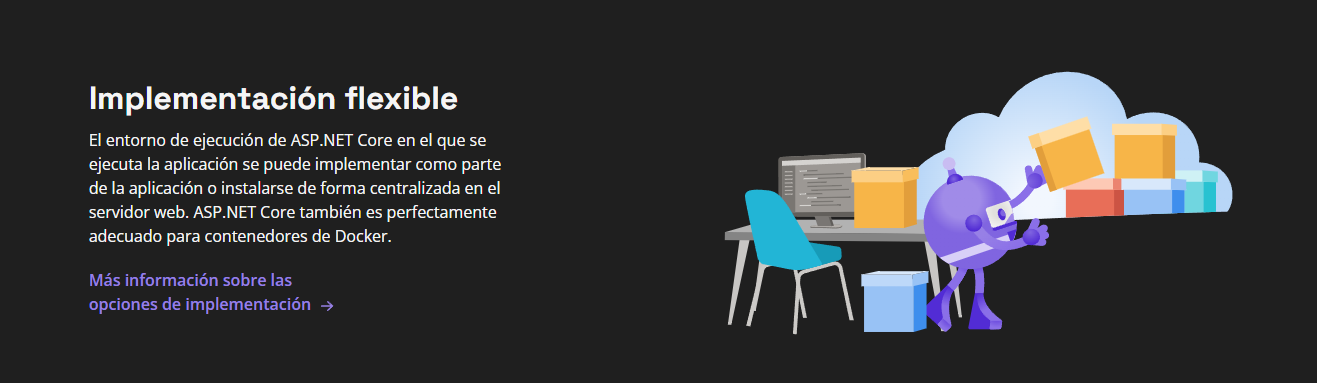 Implementación flexible
El entorno de ejecución de ASP.NET Core en el que se
ejecuta la aplicación se puede implementar como parte
de la aplicación o instalarse de forma centralizada en el
servidor web. ASP.NET Core también es perfectamente
adecuado para contenedores de Docker.
Más información sobre las
opciones de implementación →